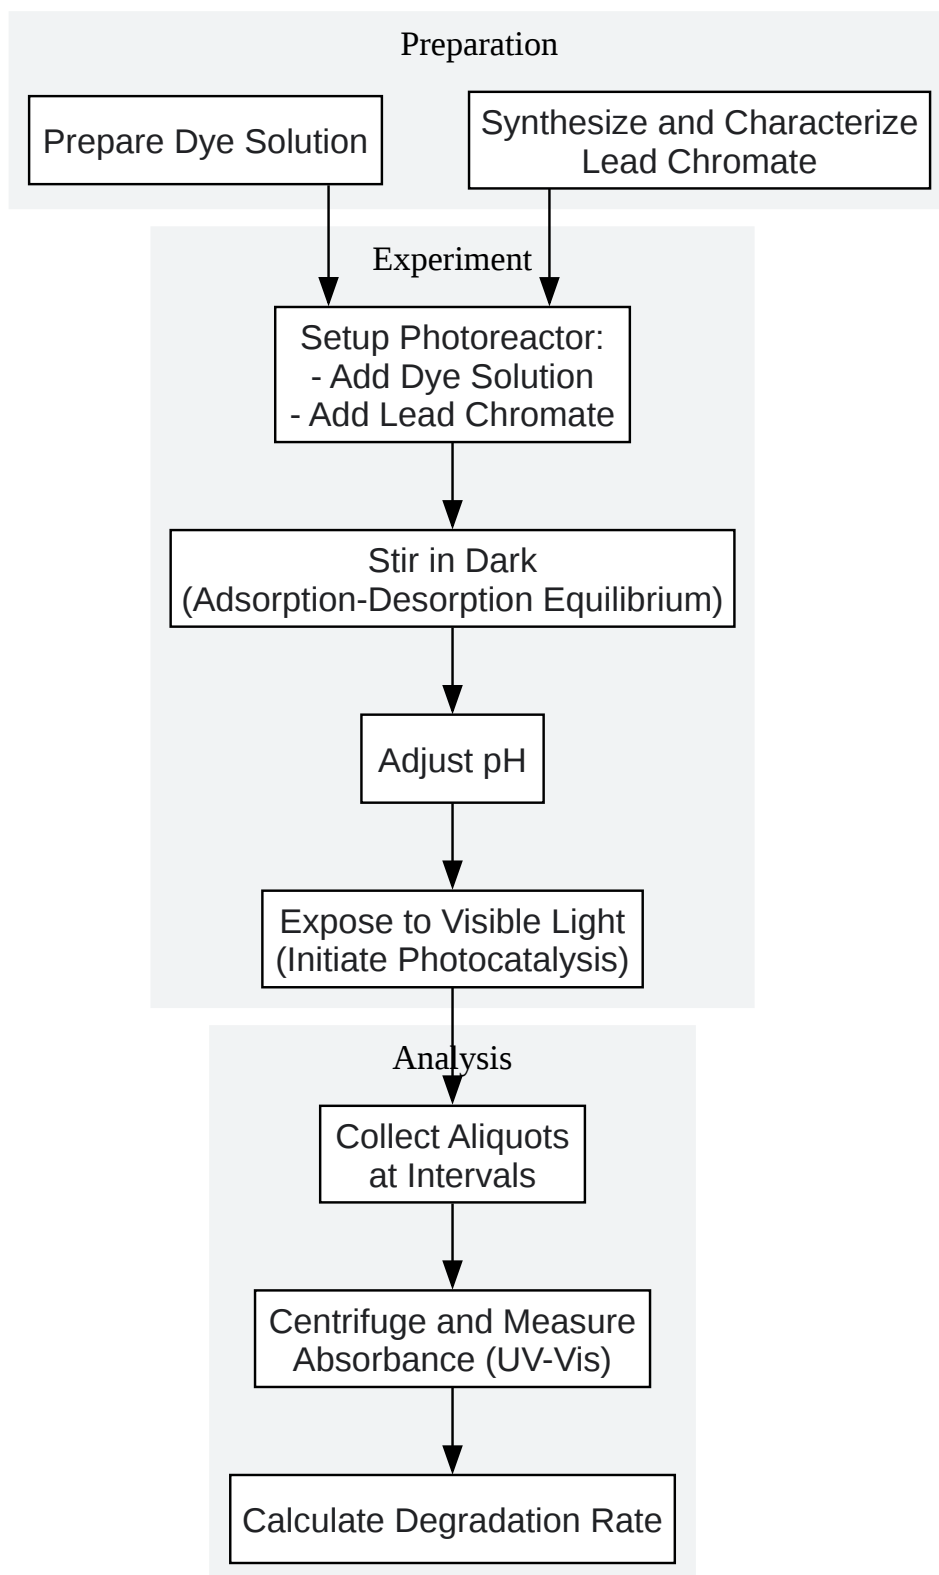 Preparation
Prepare Dye Solution
Synthesize and Characterize
Lead Chromate
Experiment
Setup Photoreactor:
- Add Dye Solution
- Add Lead Chromate
Stir in Dark
(Adsorption-Desorption Equilibrium)
Adjust pH
Expose to Visible Light
(Initiate Photocatalysis)
Analysis
Collect Aliquots
at Intervals
Centrifuge and Measure
Absorbance (UV-Vis)
Calculate Degradation Rate